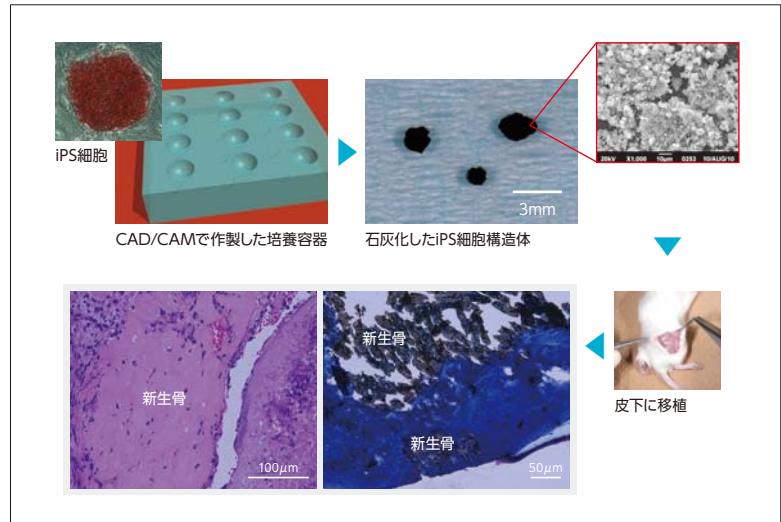 iPS細胞
CAD/CAMで作製した培養容器
3mm
石灰化したiPS細胞構造体
20kV X1,000 10μm 0253 10/AUG/10
皮下に移植
新生骨
100μm
新生骨
新生骨
50μm